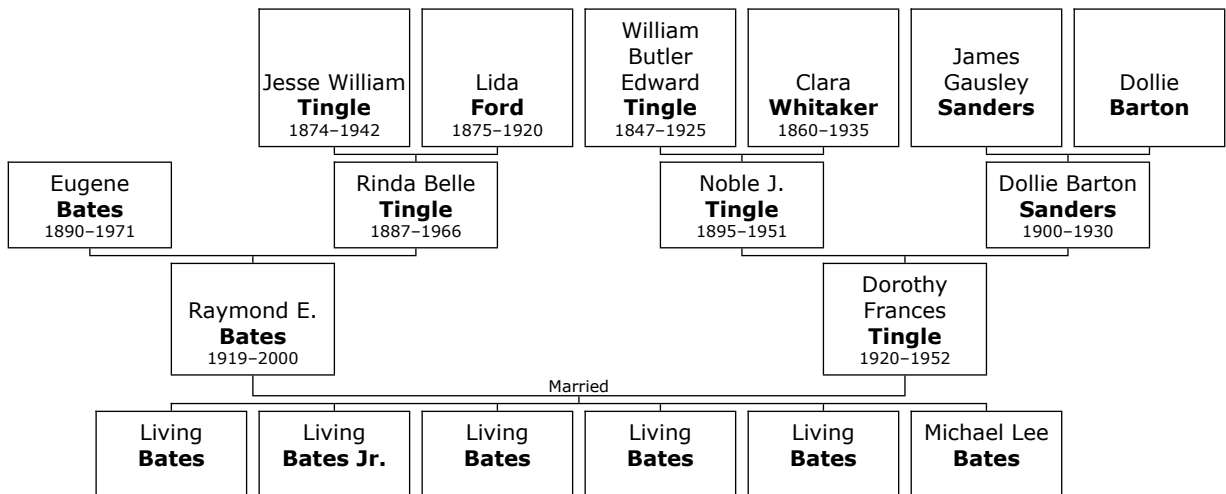 Jesse William
Tingle
1874–1942
Lida
Ford
1875–1920
William
Butler
Edward
Tingle
1847–1925
Clara
Whitaker
1860–1935
James
Gausley
Sanders
Dollie
Barton
Eugene
Bates
1890–1971
Rinda Belle
Tingle
1887–1966
Noble J.
Tingle
1895–1951
Dollie Barton
Sanders
1900–1930
Raymond E.
Bates
1919–2000
Dorothy
Frances
Tingle
1920–1952
Married
Living
Bates
Living
Bates Jr.
Living
Bates
Living
Bates
Living
Bates
Michael Lee
Bates